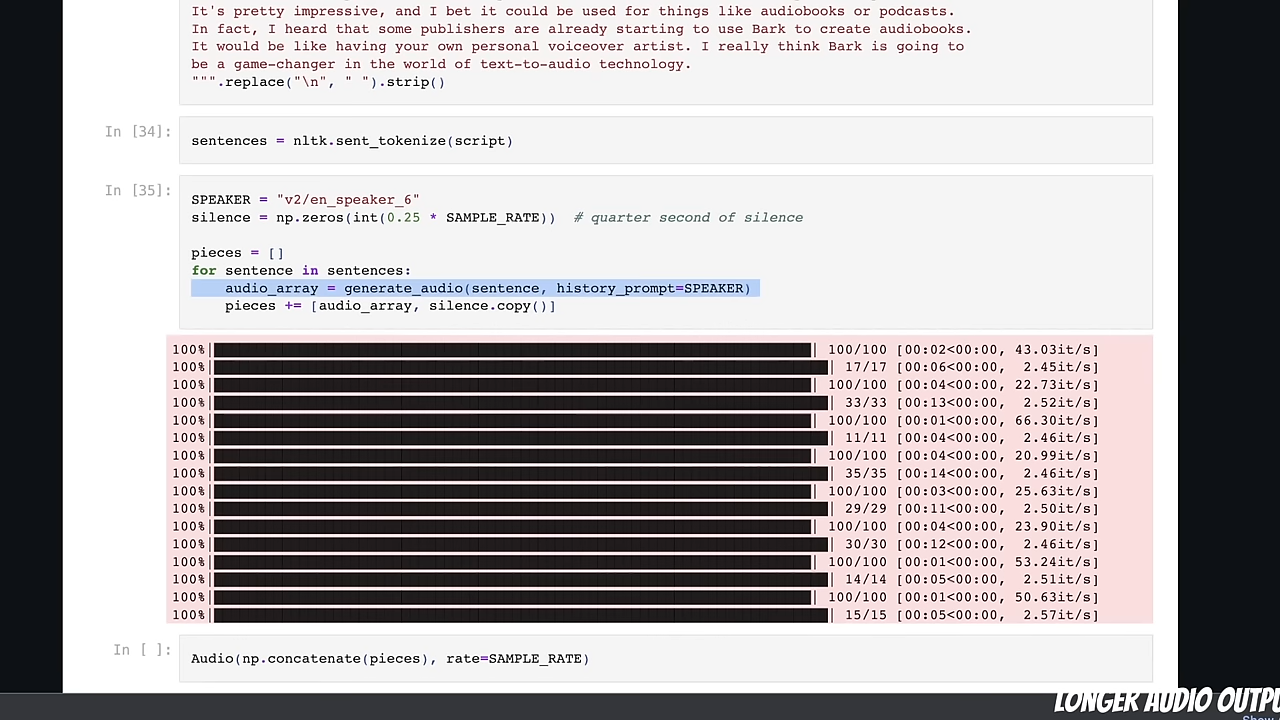 It's pretty impressive, and I bet it could be used for things like audiobooks or podcasts.
In fact, I heard that some publishers are already starting to use Bark to create audiobooks.
It would be like having your own personal voiceover artist. I really think Bark is going to
be a game-changer in the world of text-to-audio technology.
""".replace("\n", " ").strip()
In [34]:
sentences = nltk.sent_tokenize(script)
In [35]:
SPEAKER = "v2/en_speaker_6"
silence = np.zeros(int(0.25 * SAMPLE_RATE))  # quarter second of silence
pieces = []
for sentence in sentences:
audio_array = generate_audio(sentence, history_prompt=SPEAKER)
pieces += [audio_array, silence.copy()]
100%| | 100/100 [00:02<00:00, 43.03it/s]
100%| | 17/17 [00:06<00:00,  2.45it/s]
100%| | 100/100 [00:04<00:00, 22.73it/s]
100%| | 33/33 [00:13<00:00,  2.52it/s]
100%| | 100/100 [00:01<00:00, 66.30it/s]
100%| | 11/11 [00:04<00:00,  2.46it/s]
100%| | 100/100 [00:04<00:00, 20.99it/s]
100%| | 35/35 [00:14<00:00,  2.46it/s]
100%| | 100/100 [00:03<00:00, 25.63it/s]
100%| | 29/29 [00:11<00:00,  2.50it/s]
100%| | 100/100 [00:04<00:00, 23.90it/s]
100%| | 30/30 [00:12<00:00,  2.46it/s]
100%| | 100/100 [00:01<00:00, 53.24it/s]
100%| | 14/14 [00:05<00:00,  2.51it/s]
100%| | 100/100 [00:01<00:00, 50.63it/s]
100%| | 15/15 [00:05<00:00,  2.57it/s]
In [ ]:
Audio(np.concatenate(pieces), rate=SAMPLE_RATE)
LONGER AUDIO OUTPU